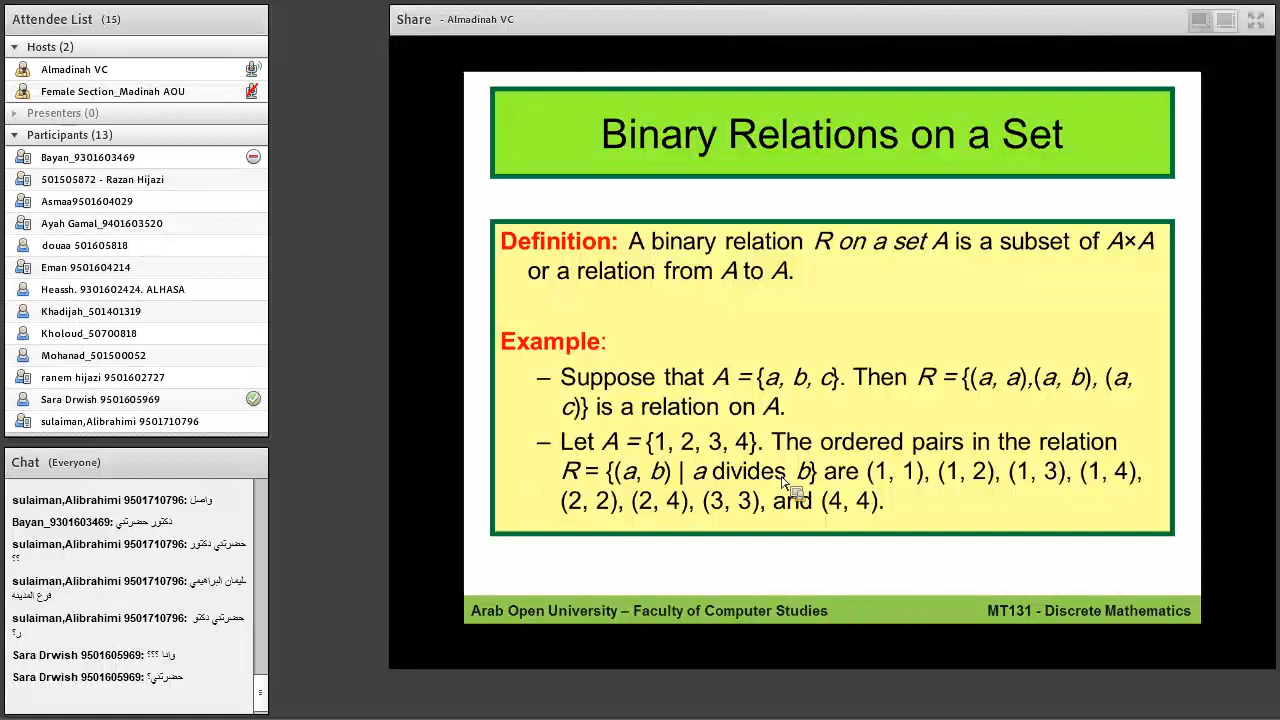 Attendee List (15)
Hosts (2)
Almadinah VC
Female Section_Madinah AOU
Presenters (0)
Participants (13)
Bayan_9301603469
501505872 - Razan Hijazi
Asmaa9501604029
Ayah Gamal_9401603520
douaa 501605818
Eman 9501604214
Heassh. 9301602424. ALHASA
Khadijah_501401319
Kholoud_50700818
Mohanad_501500052
ranem hijazi 9501602727
Sara Drwish 9501605969
sulaiman,Alibrahimi 9501710796
Chat (Everyone)
sulaiman,Alibrahimi 9501710796: واصل
Bayan_9301603469: دكتور حضرتني
sulaiman,Alibrahimi 9501710796: حضرتني دكتور
؟؟
sulaiman,Alibrahimi 9501710796: سليمان البراهيمي
فرع المدينه
sulaiman,Alibrahimi 9501710796: حضرتني دكتو
ر؟
Sara Drwish 9501605969: وانا ؟؟؟
Sara Drwish 9501605969: حضرتني؟
Share - Almadinah VC
Binary Relations on a Set
Definition: A binary relation R on a set A is a subset of A×A
or a relation from A to A.
Example:
– Suppose that A = {a, b, c}. Then R = {(a, a),(a, b), (a,
c)} is a relation on A.
– Let A = {1, 2, 3, 4}. The ordered pairs in the relation
R = {(a, b) | a divides b} are (1, 1), (1, 2), (1, 3), (1, 4),
(2, 2), (2, 4), (3, 3), and (4, 4).
Arab Open University – Faculty of Computer Studies
MT131 - Discrete Mathematics